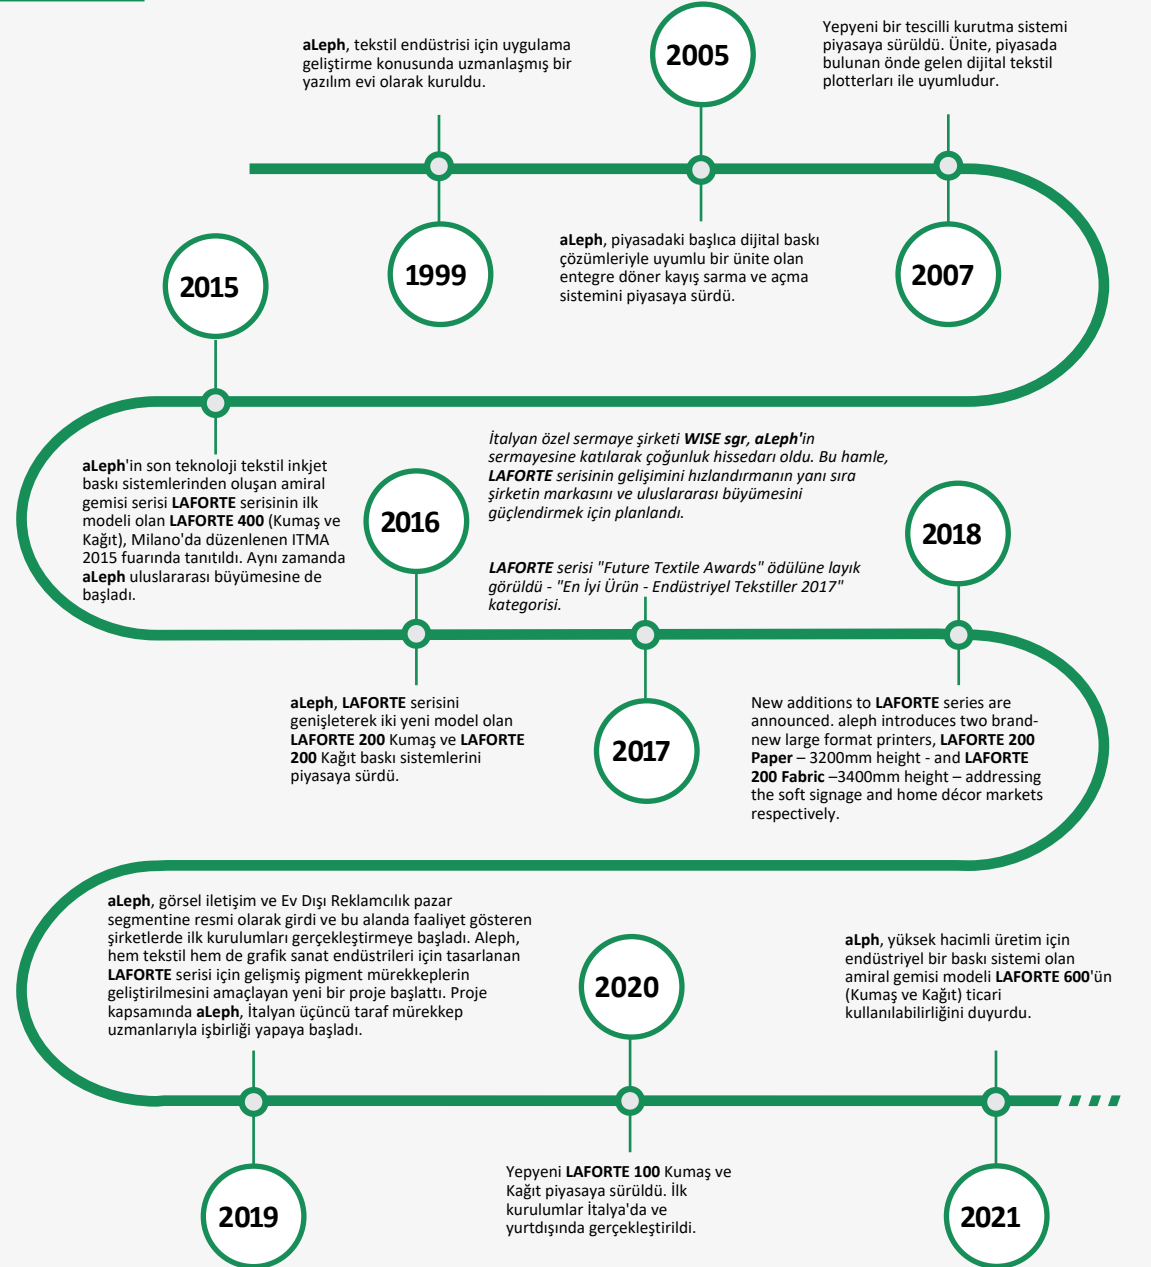 aLeph, tekstil endüstrisi için uygulama
geliştirme konusunda uzmanlaşmış bir
yazılım evi olarak kuruldu.
1999
2005
aLeph, piyasadaki başlıca dijital baskı
çözümleriyle uyumlu bir ünite olan
entegre döner kayış sarma ve açma
sistemini piyasaya sürdü.
Yepyeni bir tescilli kurutma sistemi
piyasaya sürüldü. Ünite, piyasada
bulunan önde gelen dijital tekstil
plotterları ile uyumludur.
2007
2015
aLeph'in son teknoloji tekstil inkjet
baskı sistemlerinden oluşan amiral
gemisi serisi LAFORTE serisinin ilk
modeli olan LAFORTE 400 (Kumaş ve
Kağıt), Milano'da düzenlenen ITMA
2015 fuarında tanıtıldı. Aynı zamanda
aLeph uluslararası büyümesine de
başladı.
2016
aLeph, LAFORTE serisini
genişleterek iki yeni model olan
LAFORTE 200 Kumaş ve LAFORTE
200 Kağıt baskı sistemlerini
piyasaya sürdü.
İtalyan özel sermaye şirketi WISE sgr, aLeph'in
sermayesine katılarak çoğunluk hissedarı oldu. Bu hamle,
LAFORTE serisinin gelişimini hızlandırmanın yanı sıra
şirketin markasını ve uluslararası büyümesini
güçlendirmek için planlandı.
LAFORTE serisi "Future Textile Awards" ödülüne layık
görüldü - "En İyi Ürün - Endüstriyel Tekstiller 2017"
kategorisi.
2017
2018
New additions to LAFORTE series are
announced. aleph introduces two brand-
new large format printers, LAFORTE 200
Paper – 3200mm height - and LAFORTE
200 Fabric –3400mm height – addressing
the soft signage and home décor markets
respectively.
aLeph, görsel iletişim ve Ev Dışı Reklamcılık pazar
segmentine resmi olarak girdi ve bu alanda faaliyet gösteren
şirketlerde ilk kurulumları gerçekleştirmeye başladı. Aleph,
hem tekstil hem de grafik sanat endüstrileri için tasarlanan
LAFORTE serisi için gelişmiş pigment mürekkeplerin
geliştirilmesini amaçlayan yeni bir proje başlattı. Proje
kapsamında aLeph, İtalyan üçüncü taraf mürekkep
uzmanlarıyla işbirliği yapaya başladı.
2019
2020
Yepyeni LAFORTE 100 Kumaş ve
Kağıt piyasaya sürüldü. İlk
kurulumlar İtalya'da ve
yurtdışında gerçekleştirildi.
aLph, yüksek hacimli üretim için
endüstriyel bir baskı sistemi olan
amiral gemisi modeli LAFORTE 600'ün
(Kumaş ve Kağıt) ticari
kullanılabilirliğini duyurdu.
2021